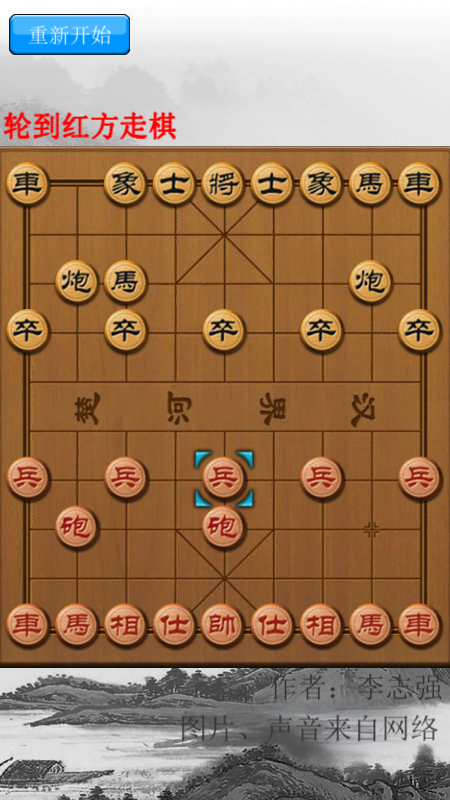 重新开始
轮到红方走棋
車象士將士象馬車
炮馬炮
卒卒卒卒卒
楚河界汉
兵兵兵兵兵
砲砲
車馬相仕帥仕相馬車
作者：李志强
图片、声音来自网络